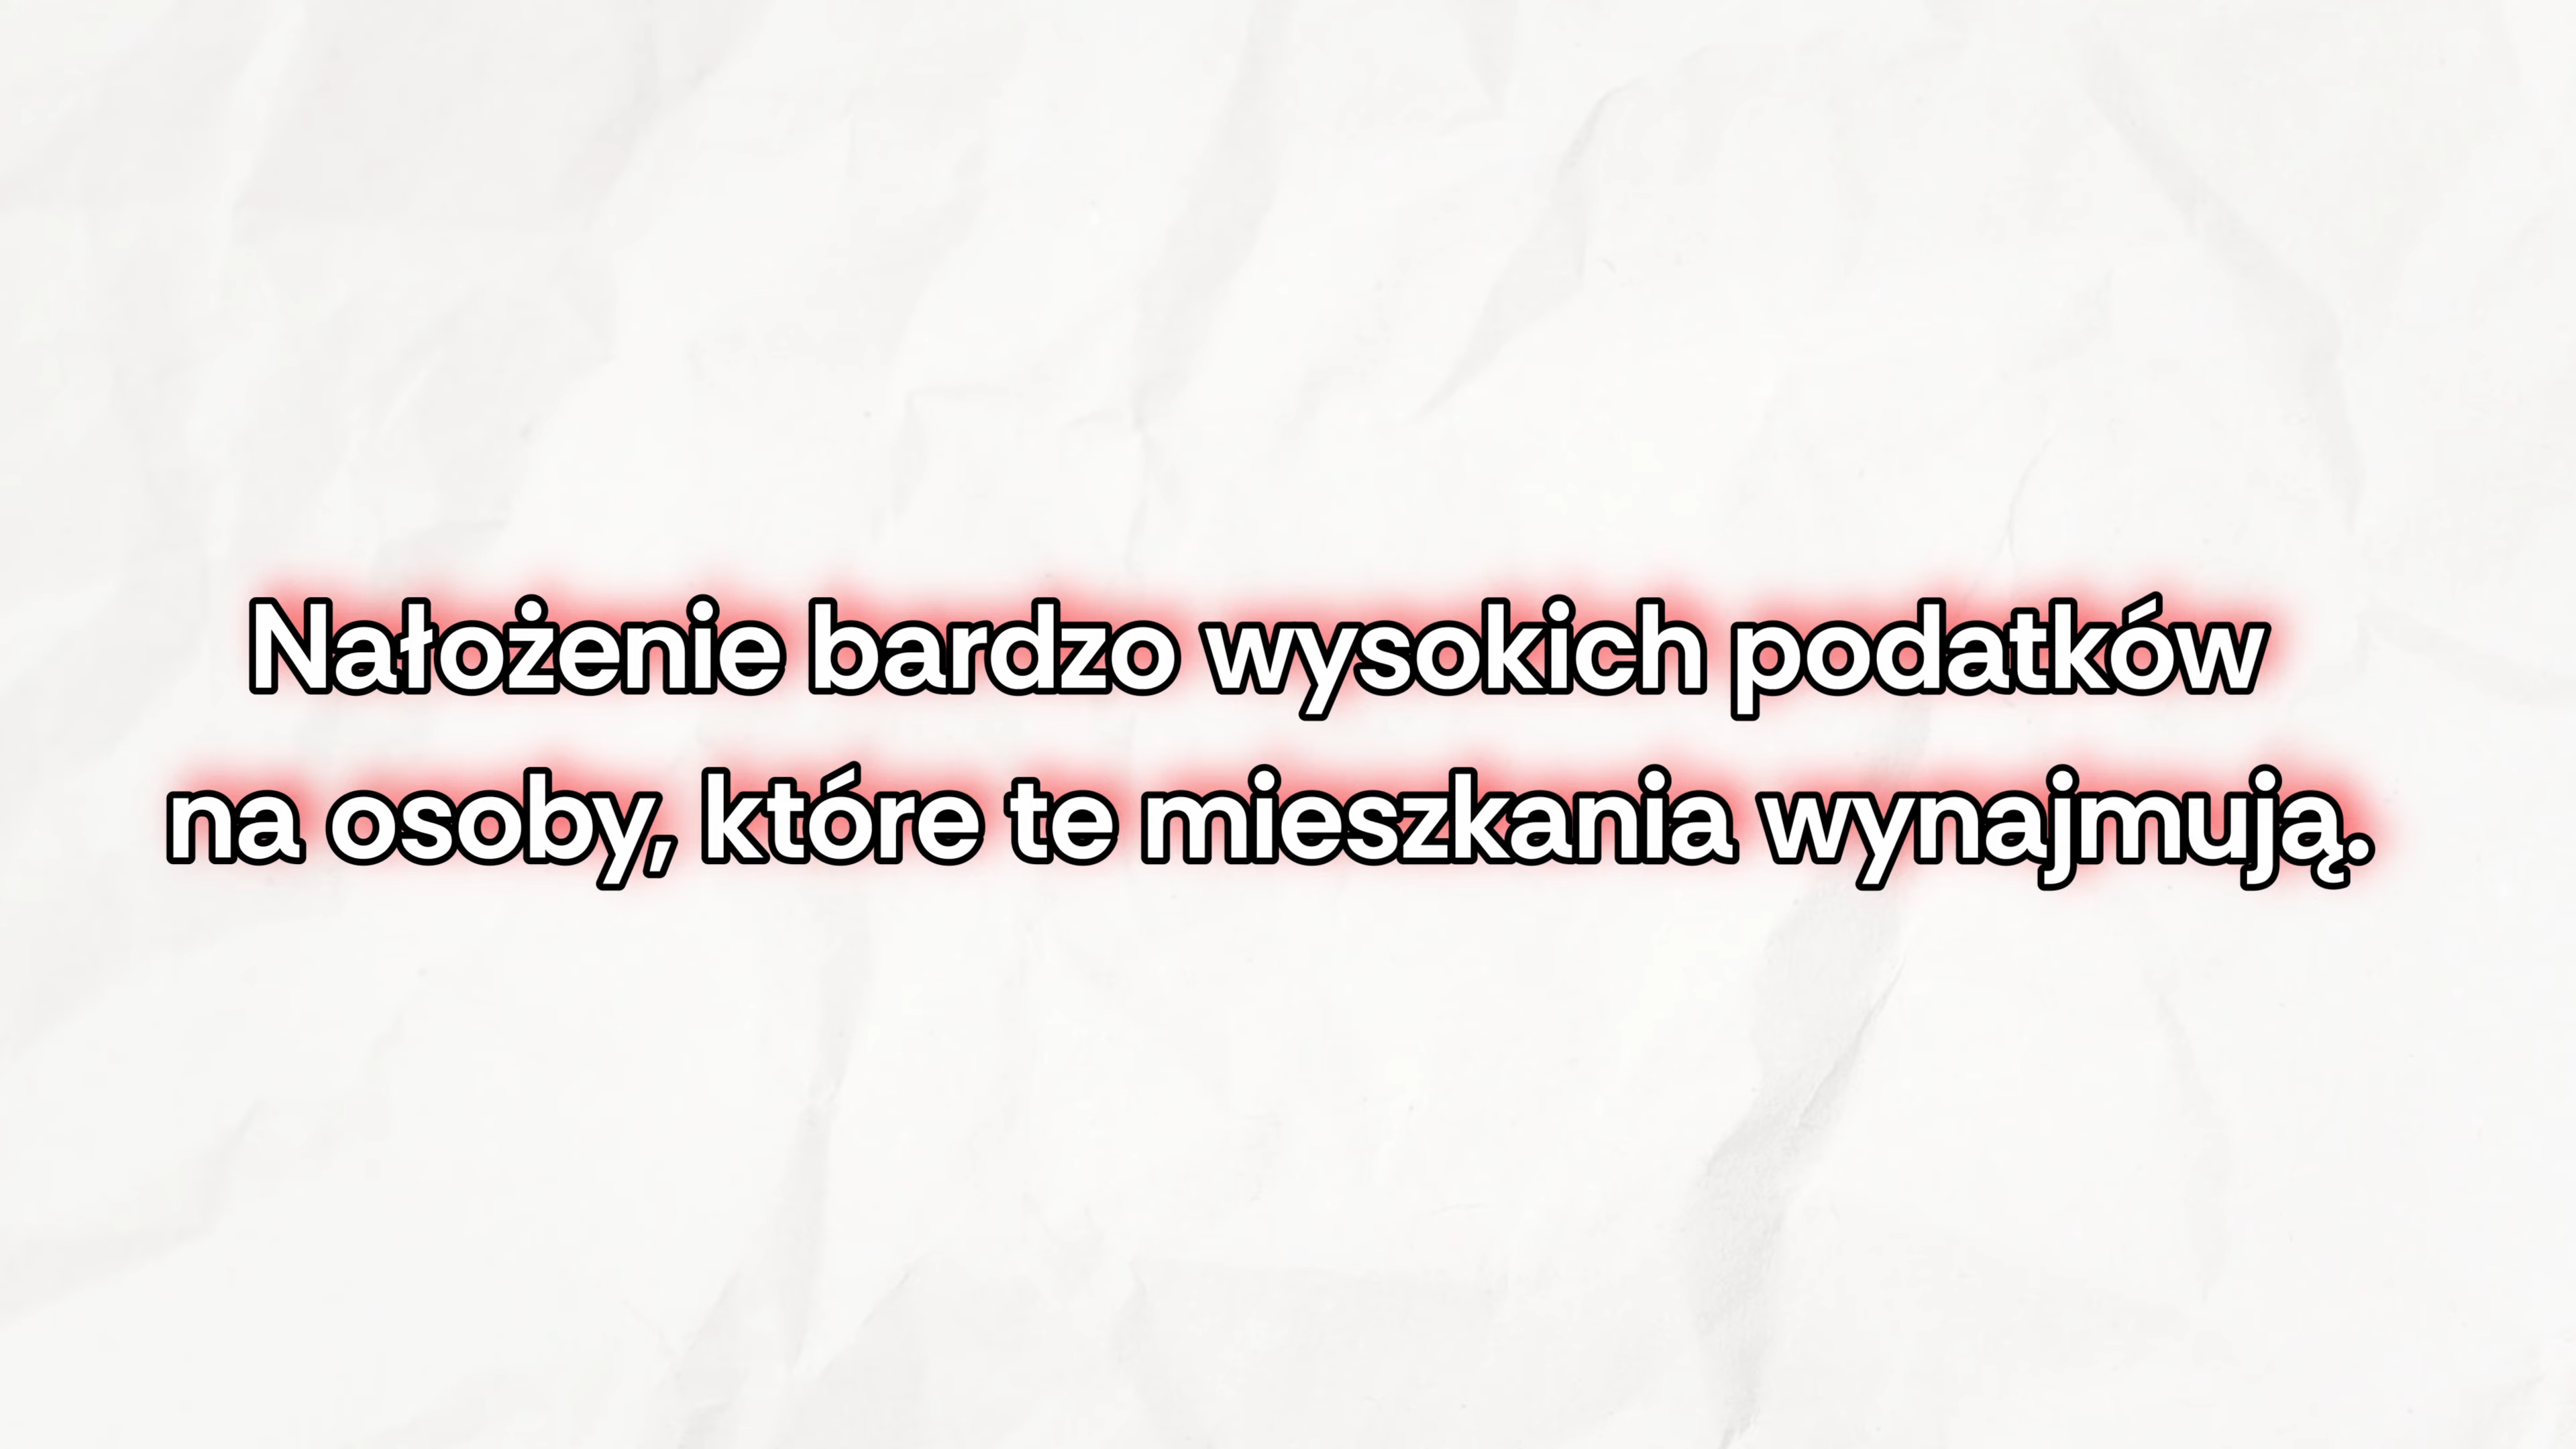 Nałożenie bardzo wysokich podatków
na osoby, które te mieszkania wynajmują.